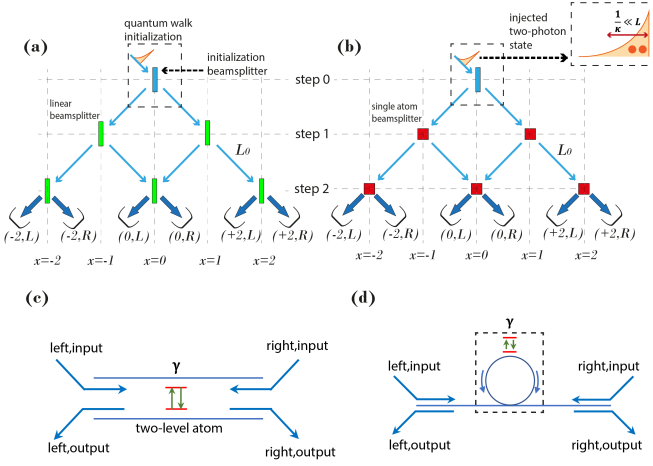 (a)
quantum walk
initialization
initialization
beamsplitter
linear
beamsplitter
L₀
(-2,L)
(-2,R)
(0,L)
(0,R)
(+2,L)
(+2,R)
x=-2
x=-1
x=0
x=1
x=2
step 0
step 1
step 2
(b)
injected
two-photon
state
1/κ ≪ L
single atom
beamsplitter
L₀
(-2,L)
(-2,R)
(0,L)
(0,R)
(+2,L)
(+2,R)
x=-2
x=-1
x=0
x=1
x=2
(c)
left,input
right,input
γ
left,output
two-level atom
right,output
(d)
γ
left,input
right,input
left,output
right,output